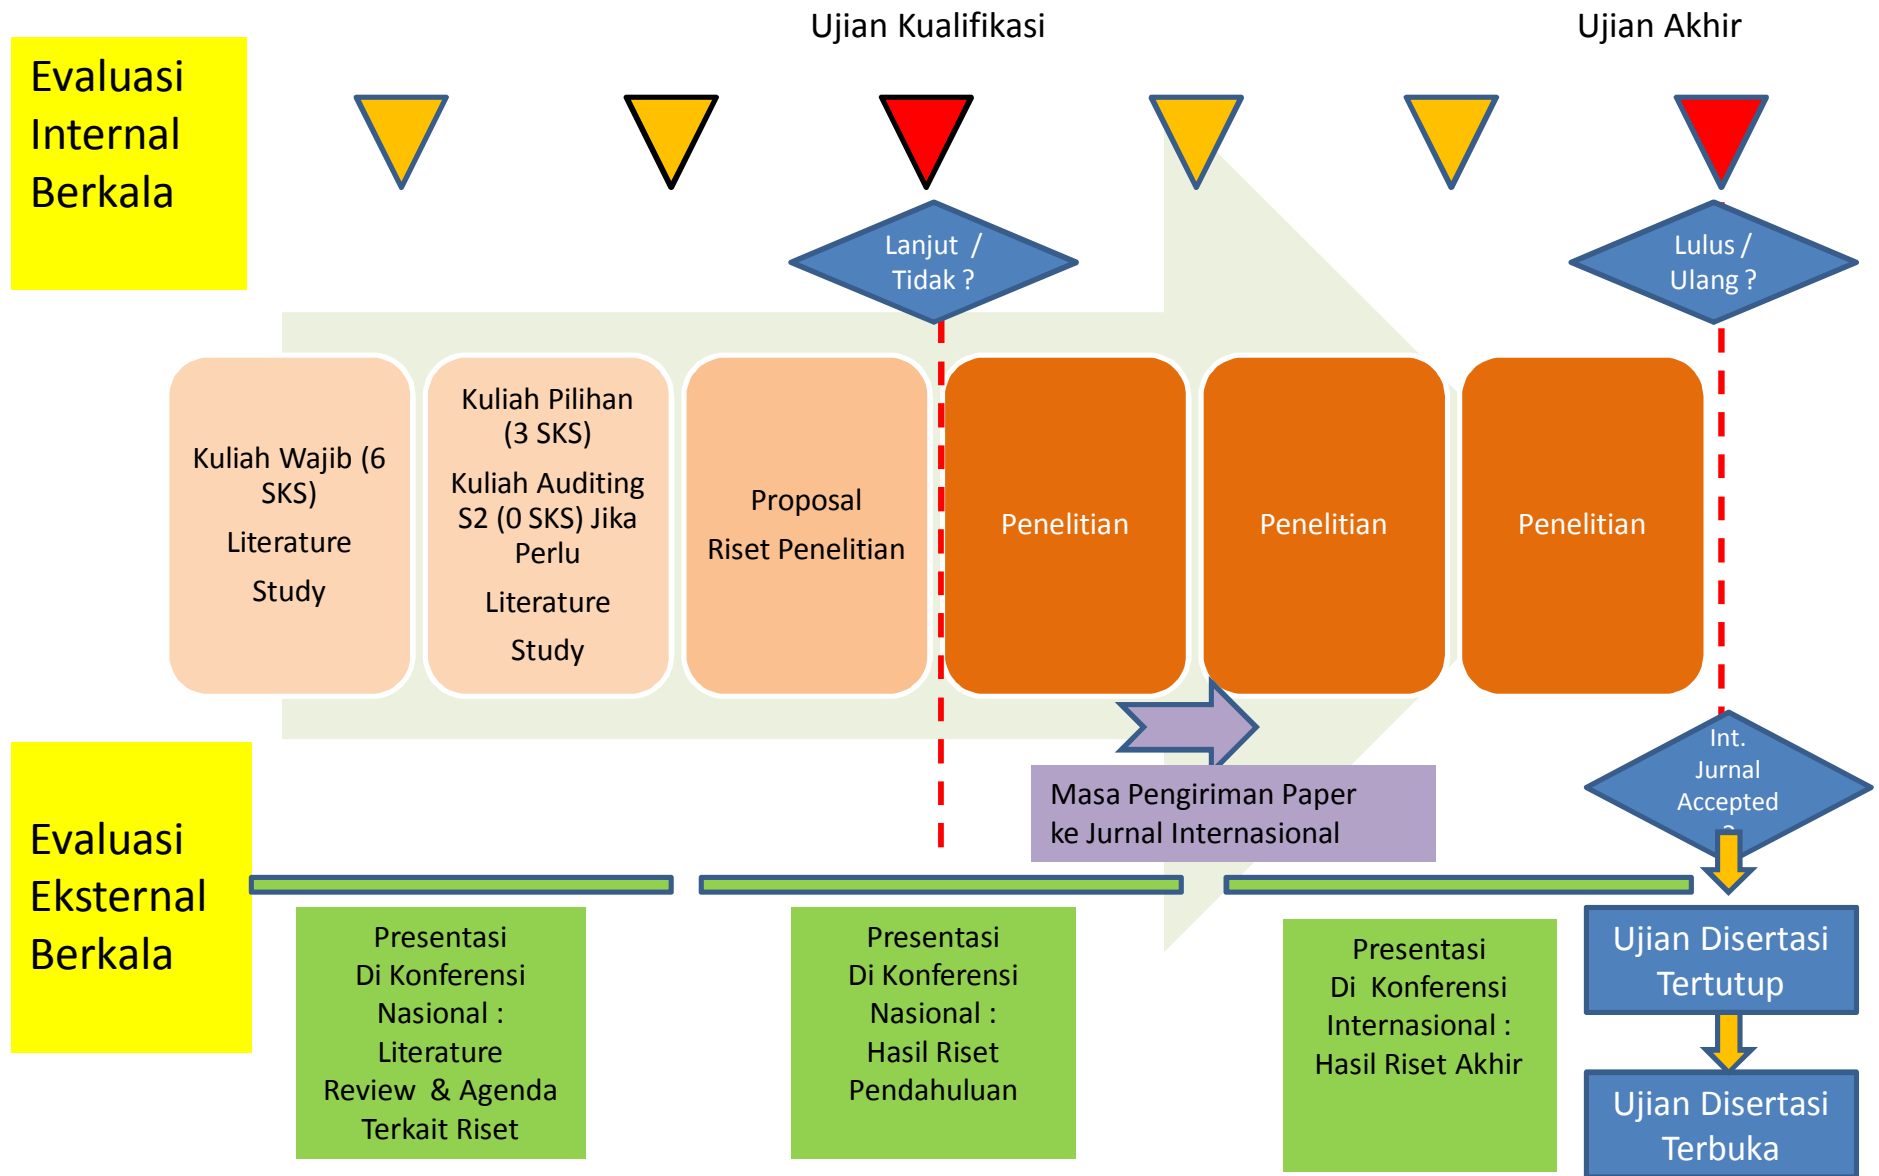 Ujian Kualifikasi
Ujian Akhir
Evaluasi
Internal
Berkala
Lanjut /
Tidak ?
Lulus /
Ulang ?
Kuliah Wajib (6
SKS)
Literature
Study
Kuliah Pilihan
(3 SKS)
Kuliah Auditing
S2 (0 SKS) Jika
Perlu
Literature
Study
Proposal
Riset Penelitian
Penelitian
Penelitian
Penelitian
Masa Pengiriman Paper
ke Jurnal Internasional
Int.
Jurnal
Accepted
?
Evaluasi
Eksternal
Berkala
Presentasi
Di Konferensi
Nasional :
Literature
Review & Agenda
Terkait Riset
Presentasi
Di Konferensi
Nasional :
Hasil Riset
Pendahuluan
Presentasi
Di Konferensi
Internasional :
Hasil Riset Akhir
Ujian Disertasi
Tertutup
Ujian Disertasi
Terbuka